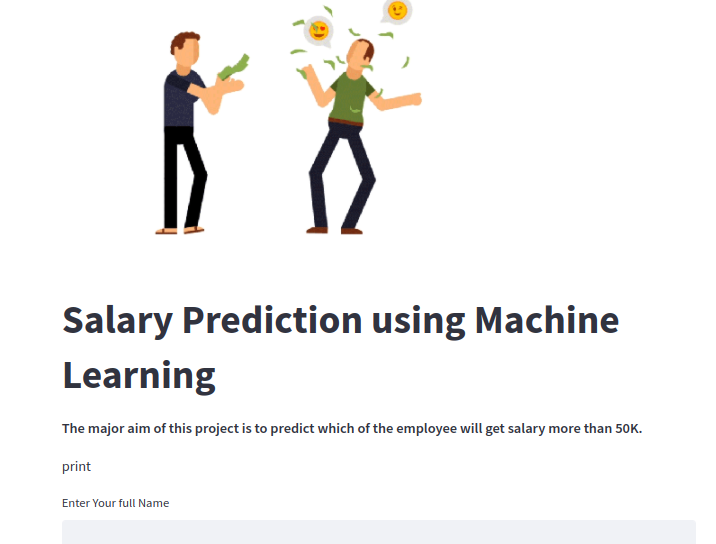 Salary Prediction using Machine
Learning
The major aim of this project is to predict which of the employee will get salary more than 50K.
print
Enter Your full Name